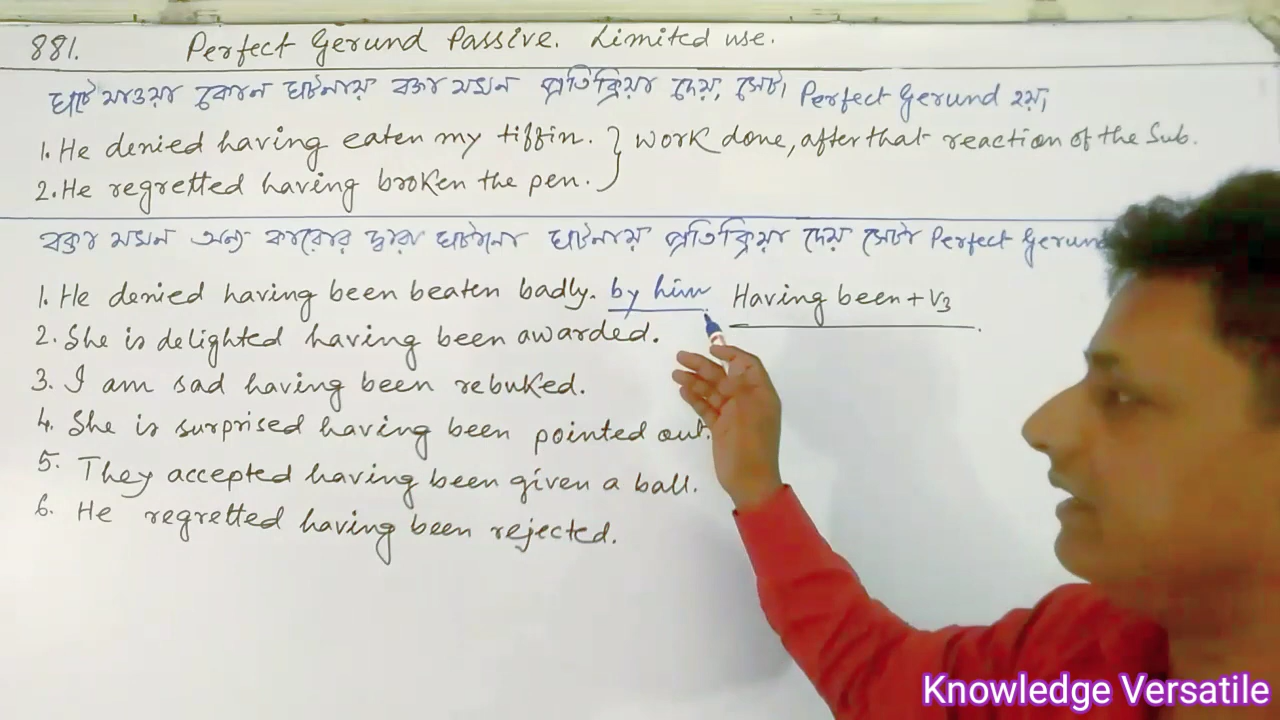 881. Perfect Gerund Passive. Limited use.
ঘটে যাওয়া কোন ঘটনায় বক্তা যখন প্রতিক্রিয়া দেয়, সেটা Perfect Gerund হয়,
1. He denied having eaten my tiffin. } Work done, after that reaction of the Sub.
2. He regretted having broken the pen.
বক্তা যখন অন্য কারোর দ্বারা ঘটানো ঘটনায় প্রতিক্রিয়া দেয় সেটা Perfect Gerund
1. He denied having been beaten badly. by him Having been + V3
2. She is delighted having been awarded.
3. I am sad having been rebuked.
4. She is surprised having been pointed out.
5. They accepted having been given a ball.
6. He regretted having been rejected.
Knowledge Versatile